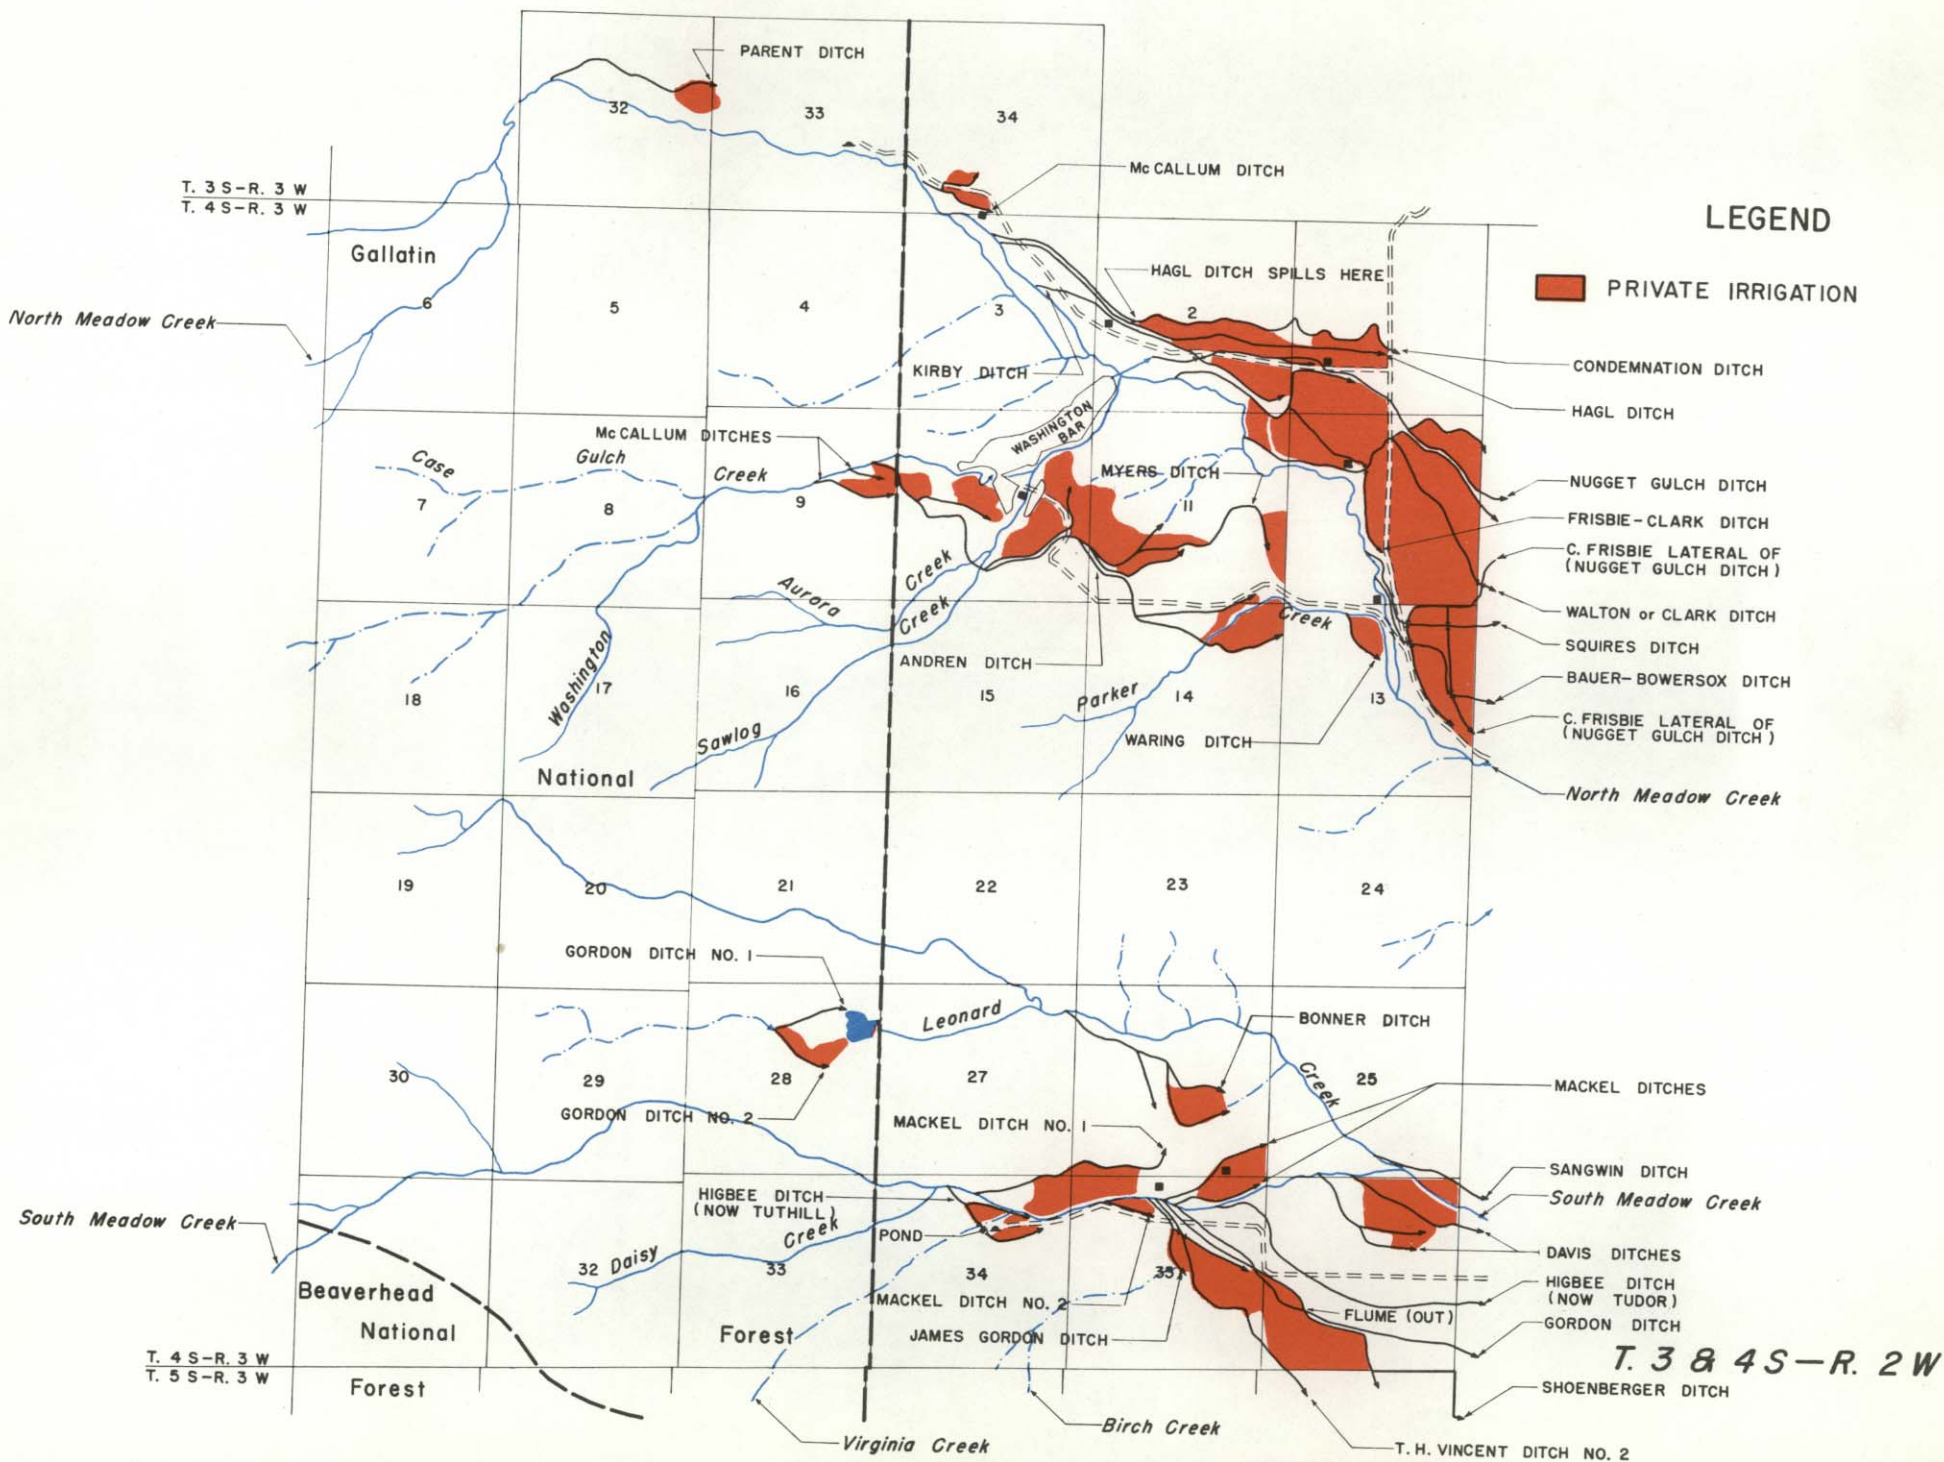 PARENT DITCH
32
33
34
McCALLUM DITCH
T. 3 S-R. 3 W
T. 4 S-R. 3 W
LEGEND
PRIVATE IRRIGATION
Gallatin
HAGL DITCH SPILLS HERE
6
5
4
3
2
North Meadow Creek
KIRBY DITCH
CONDEMNATION DITCH
HAGL DITCH
WASHINGTON
BAR
McCALLUM DITCHES
Case
Gulch
Creek
MYERS DITCH
7
8
9
11
NUGGET GULCH DITCH
FRISBIE-CLARK DITCH
C. FRISBIE LATERAL OF
(NUGGET GULCH DITCH)
Aurora
Creek
Creek
Creek
WALTON or CLARK DITCH
SQUIRES DITCH
ANDREN DITCH
Washington
BAUER-BOWERSOX DITCH
18
17
16
15
Parker
14
13
C. FRISBIE LATERAL OF
(NUGGET GULCH DITCH)
Sawlog
WARING DITCH
National
North Meadow Creek
19
20
21
22
23
24
GORDON DITCH NO. 1
Leonard
BONNER DITCH
Creek
30
29
28
27
25
MACKEL DITCHES
GORDON DITCH NO. 2
MACKEL DITCH NO. 1
SANGWIN DITCH
HIGBEE DITCH
(NOW TUTHILL)
South Meadow Creek
South Meadow Creek
Creek
POND
DAVIS DITCHES
32
Daisy
33
34
35
HIGBEE DITCH
(NOW TUDOR)
Beaverhead
MACKEL DITCH NO. 2
FLUME (OUT)
GORDON DITCH
National
Forest
JAMES GORDON DITCH
T. 4 S-R. 3 W
T. 5 S-R. 3 W
T. 3 & 4 S-R. 2 W
Forest
SHOENBERGER DITCH
Birch Creek
Virginia Creek
T. H. VINCENT DITCH NO. 2